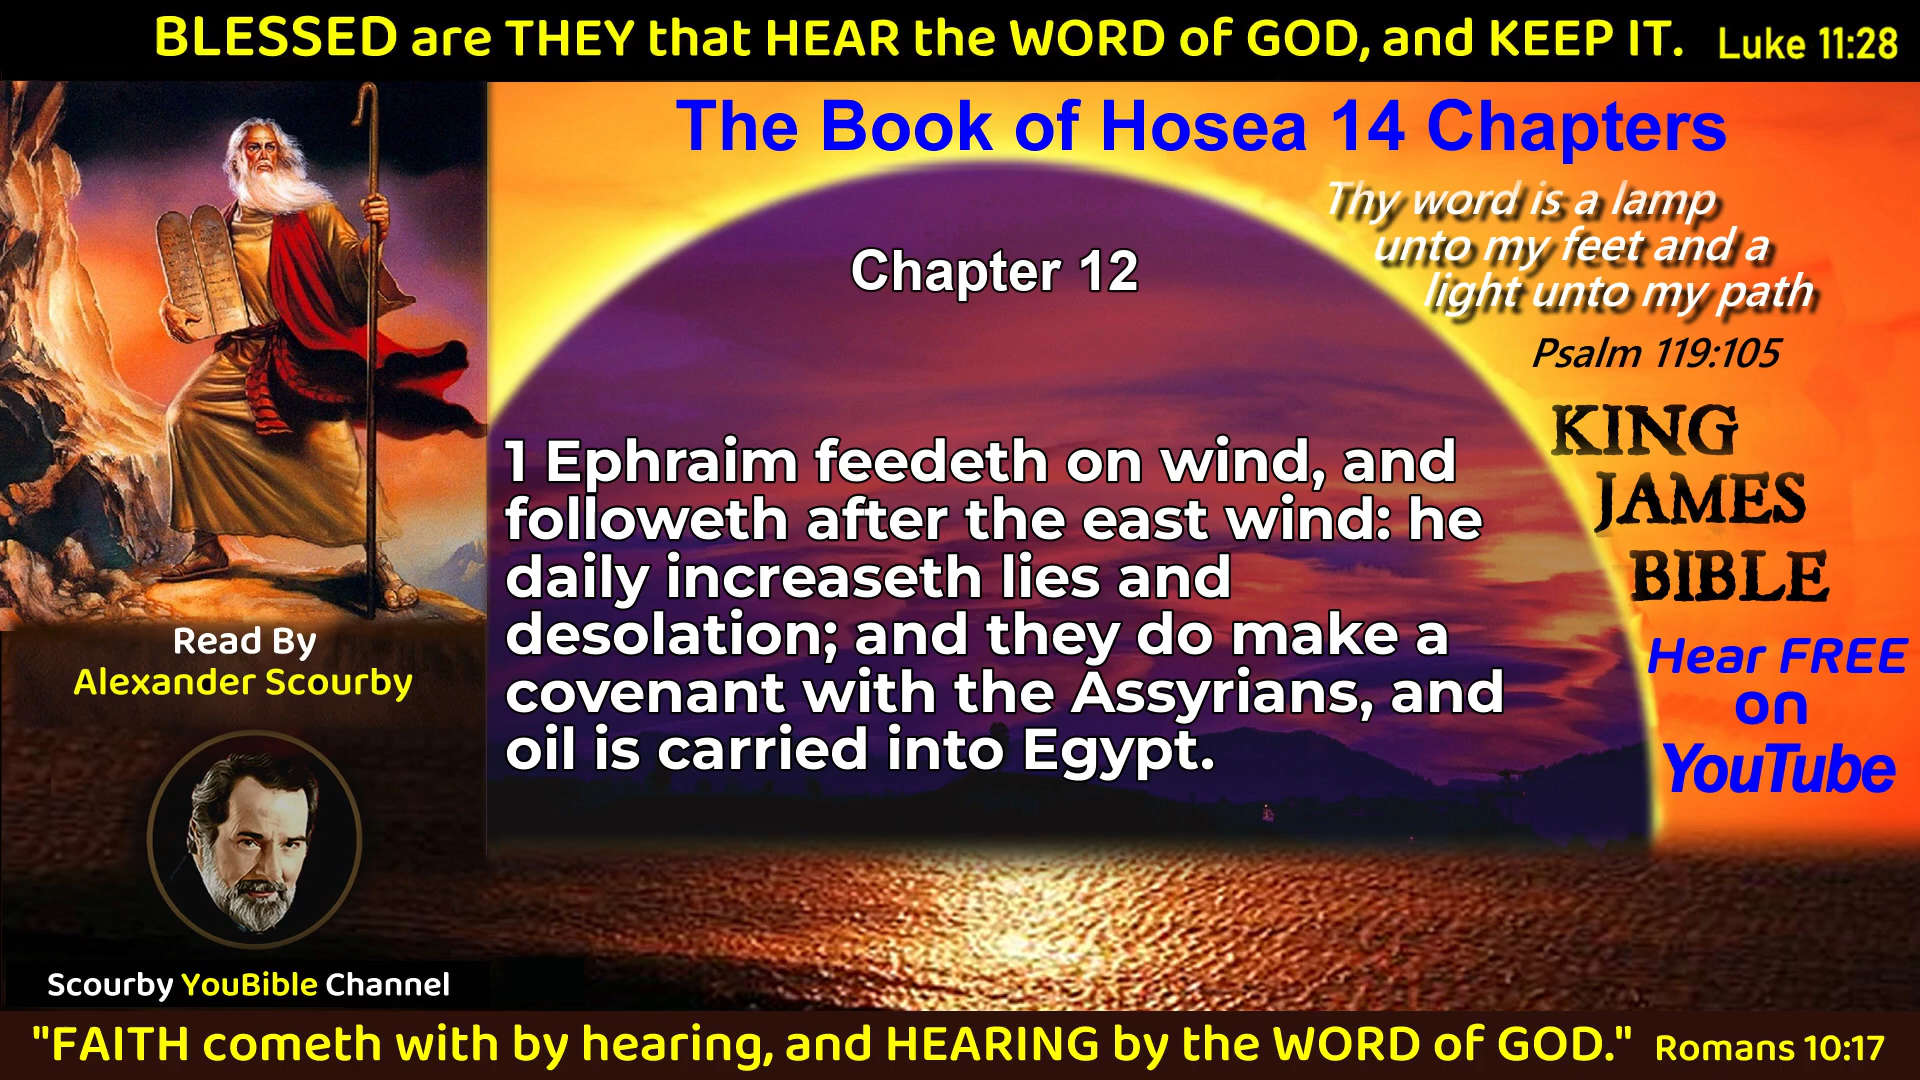 BLESSED are THEY that HEAR the WORD of GOD, and KEEP IT. Luke 11:28
The Book of Hosea 14 Chapters
Thy word is a lamp
unto my feet and a
light unto my path
Psalm 119:105
Chapter 12
KING
JAMES
BIBLE
1 Ephraim feedeth on wind, and
followeth after the east wind: he
daily increaseth lies and
desolation; and they do make a
covenant with the Assyrians, and
oil is carried into Egypt.
Hear FREE
on
YouTube
Read By
Alexander Scourby
Scourby YouBible Channel
"FAITH cometh with by hearing, and HEARING by the WORD of GOD." Romans 10:17